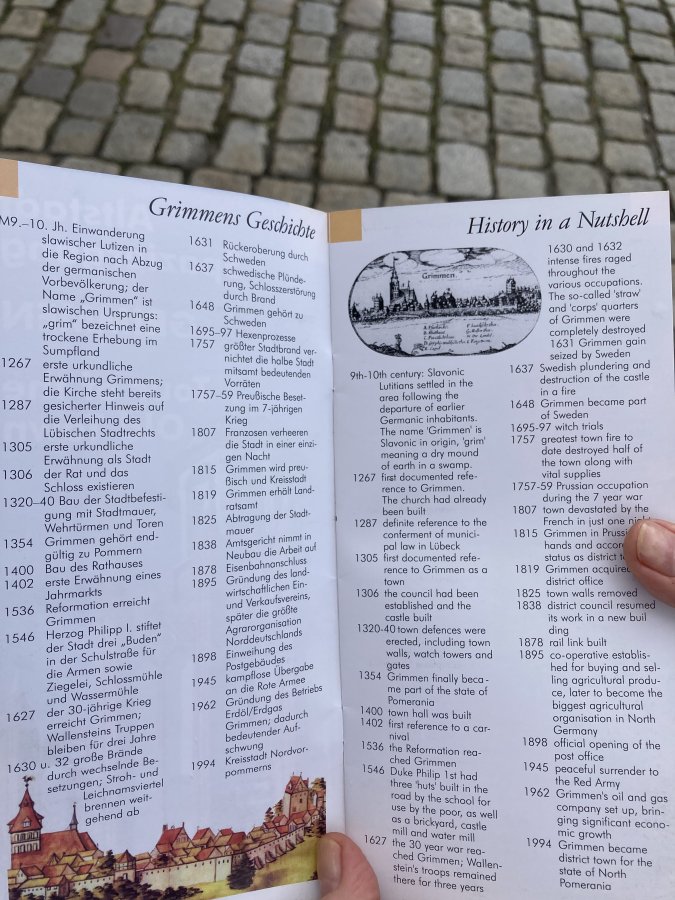 Grimmens Geschichte
M9.–10. Jh. Einwanderung
slawischer Lutizen in
die Region nach Abzug
der germanischen
Vorbevölkerung; der
Name „Grimmen“ ist
slawischen Ursprungs:
„grim“ bezeichnet eine
trockene Erhebung im
Sumpfland
1267 erste urkundliche
Erwähnung Grimmens;
die Kirche steht bereits
1287 gesicherter Hinweis auf
die Verleihung des
Lübischen Stadtrechts
1305 erste urkundliche
Erwähnung als Stadt
1306 der Rat und das
Schloss existieren
1320–40 Bau der Stadtbefesti-
gung mit Stadtmauer,
Wehrtürmen und Toren
1354 Grimmen gehört end-
gültig zu Pommern
1400 Bau des Rathauses
1402 erste Erwähnung eines
Jahrmarkts
1536 Reformation erreicht
Grimmen
1546 Herzog Philipp I. stiftet
der Stadt drei „Buden“
in der Schulstraße für
die Armen sowie
Ziegelei, Schlossmühle
und Wassermühle
1627 der 30-jährige Krieg
erreicht Grimmen;
Wallensteins Truppen
bleiben für drei Jahre
1630 u. 32 große Brände
durch wechselnde Be-
setzungen; Stroh- und
Leichnamsviertel
brennen weit-
gehend ab
1631 Rückeroberung durch
Schweden
1637 schwedische Plünde-
rung, Schlosszerstörung
durch Brand
1648 Grimmen gehört zu
Schweden
1695–97 Hexenprozesse
1757 größter Stadtbrand ver-
nichtet die halbe Stadt
mitsamt bedeutenden
Vorräten
1757–59 Preußische Beset-
zung im 7-jährigen
Krieg
1807 Franzosen verheeren
die Stadt in einer einzi-
gen Nacht
1815 Grimmen wird preu-
Bisch und Kreisstadt
1819 Grimmen erhält Land-
ratsamt
1825 Abtragung der Stadt-
mauer
1838 Amtsgericht nimmt in
Neubau die Arbeit auf
1878 Eisenbahnanschluss
1895 Gründung des land-
wirtschaftlichen Ein-
und Verkaufsvereins,
später die größte
Agrarorganisation
Norddeutschlands
1898 Einweihung des
Postgebäudes
1945 kampflose Übergabe
an die Rote Armee
1962 Gründung des Betriebs
Erdöl/Erdgas
Grimmen; dadurch
bedeutender Auf-
schwung
1994 Kreisstadt Nordvor-
pommerns
History in a Nutshell
Grimmen
9th-10th century: Slavonic
Lutitians settled in the
area following the
departure of earlier
Germanic inhabitants.
The name 'Grimmen' is
Slavonic in origin, 'grim'
meaning a dry mound
of earth in a swamp.
1267 first documented refe-
rence to Grimmen.
The church had already
been built
1287 definite reference to the
conferment of munici-
pal law in Lübeck
1305 first documented refe-
rence to Grimmen as a
town
1306 the council had been
established and the
castle built
1320-40 town defences were
erected, including town
walls, watch towers and
gates
1354 Grimmen finally beca-
me part of the state of
Pomerania
1400 town hall was built
1402 first reference to a car-
nival
1536 the Reformation rea-
ched Grimmen
1546 Duke Philip 1st had
three 'huts' built in the
road by the school for
use by the poor, as well
as a brickyard, castle
mill and water mill
1627 the 30 year war rea-
ched Grimmen; Wallen-
stein's troops remained
there for three years
1630 and 1632
intense fires raged
throughout the
various occupations.
The so-called 'straw'
and 'corps' quarters
of Grimmen were
completely destroyed
1631 Grimmen gain
seized by Sweden
1637 Swedish plundering and
destruction of the castle
in a fire
1648 Grimmen became part
of Sweden
1695-97 witch trials
1757 greatest town fire to
date destroyed half of
the town along with
vital supplies
1757-59 Prussian occupation
during the 7 year war
1807 town devastated by the
French in just one
1815 Grimmen in
hands and
status as district
1819 Grimmen
district office
1825 town walls removed
1838 district council resumed
its work in a new buil
ding
1878 rail link built
1895 co-operative establis-
hed for buying and sel-
ling agricultural produ-
ce, later to become the
biggest agricultural
organisation in North
Germany
1898 official opening of the
post office
1945 peaceful surrender to
the Red Army
1962 Grimmen's oil and gas
company set up, brin-
ging significant econo-
mic growth
1994 Grimmen became
district town for the
state of North
Pomerania